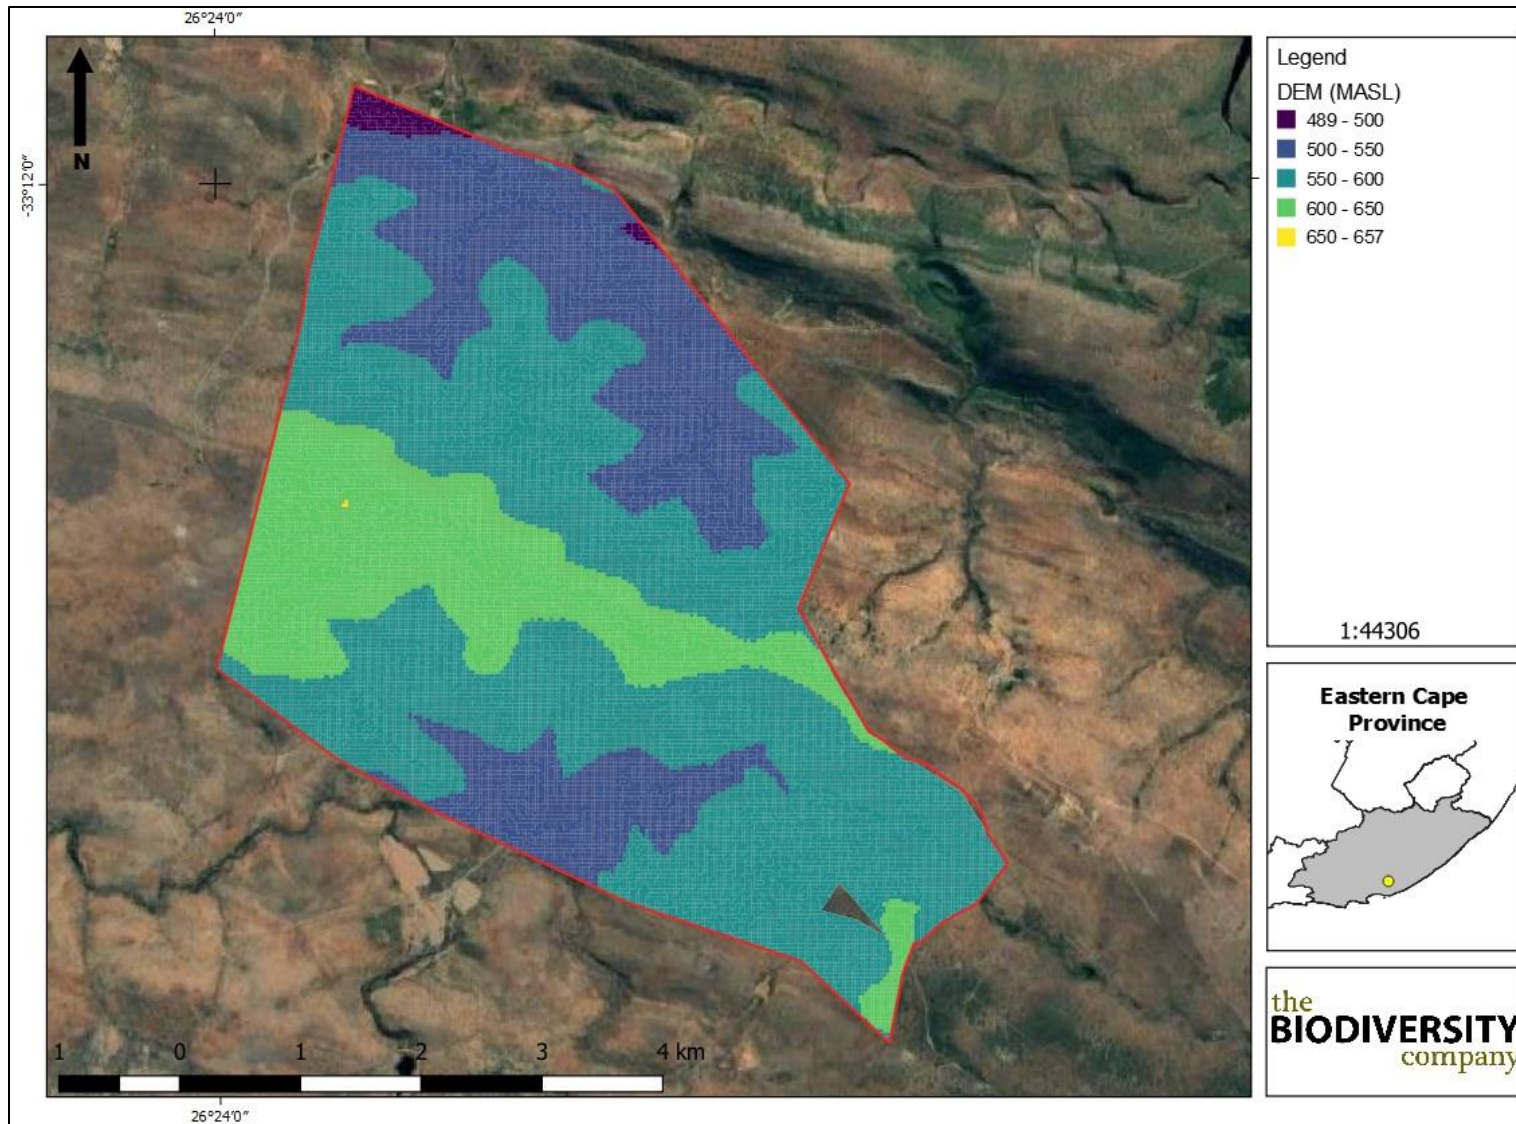 26°24′0″
-33°12′0″
N
Legend
DEM (MASL)
489 - 500
500 - 550
550 - 600
600 - 650
650 - 657
1:44306
Eastern Cape
Province
the
BIODIVERSITY
company
1 0 1 2 3 4 km
26°24′0″